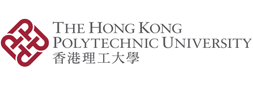 THE HONG KONG
POLYTECHNIC UNIVERSITY
香港理工大學